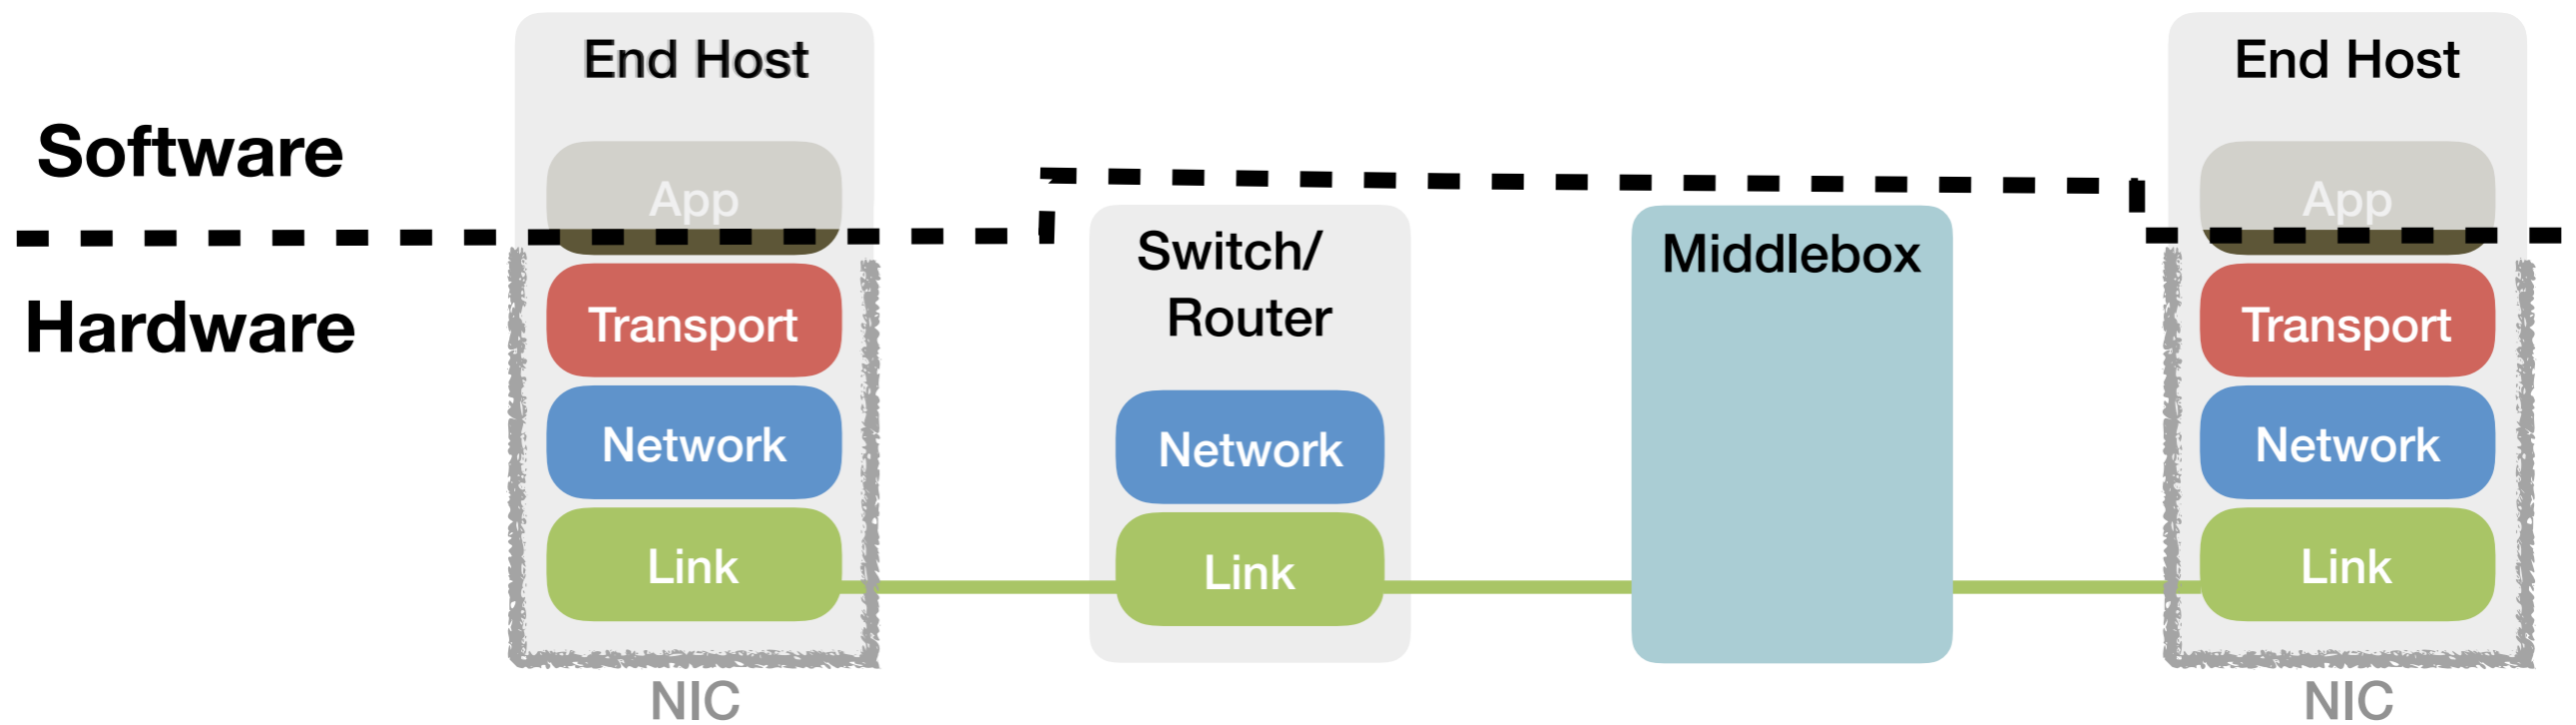 Software
Hardware
End Host
App
Transport
Network
Link
NIC
Switch/
Router
Network
Link
Middlebox
End Host
App
Transport
Network
Link
NIC